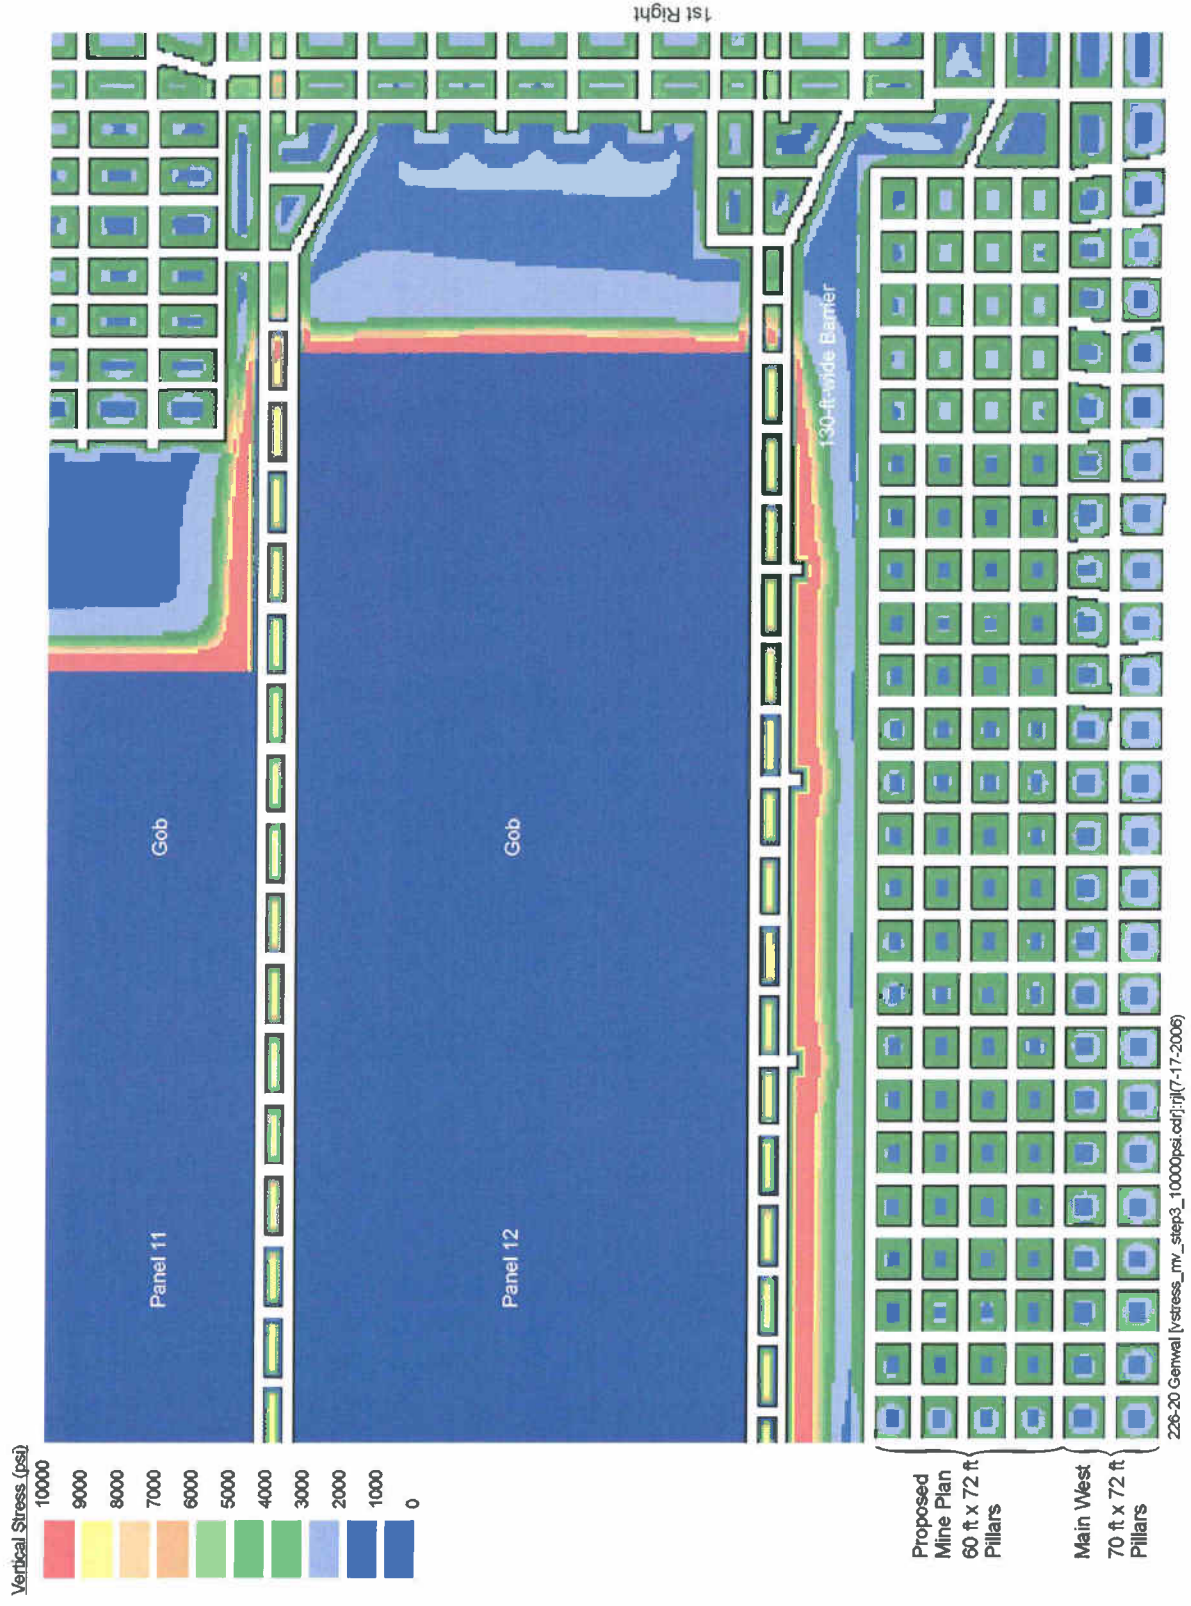 1st Right
130-ft-wide Barrier
Gob
Gob
Panel 11
Panel 12
Vertical Stress (psi)
10000
9000
8000
7000
6000
5000
4000
3000
2000
1000
0
Proposed
Mine Plan
60 ft x 72 ft
Pillars
Main West
70 ft x 72 ft
Pillars
226-20 Genwal [vstress_mv_step3_10000psi.cdr]:rjl(7-17-2006)